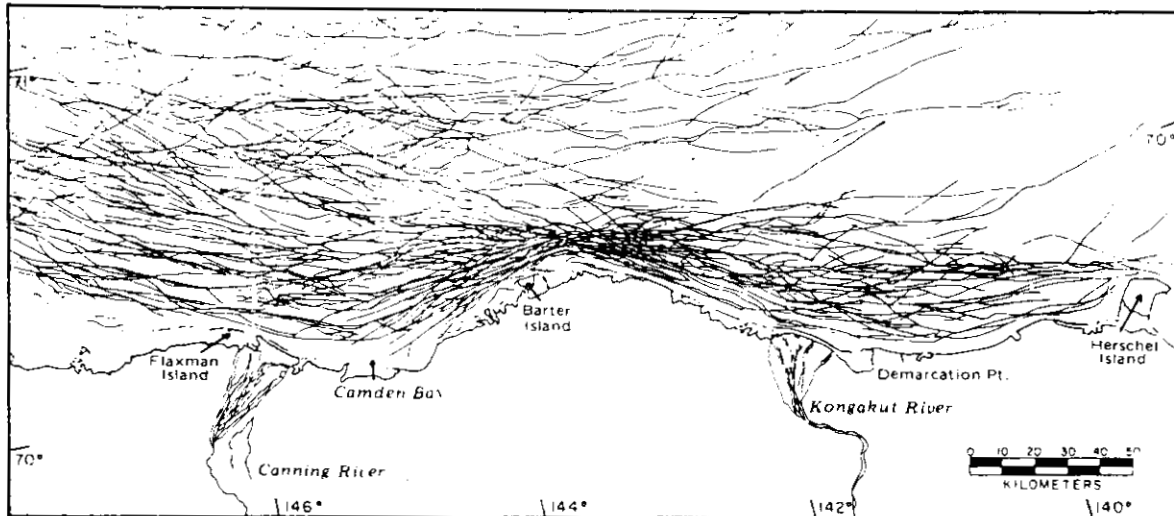 71°
70°
Flaxman
Island
Camden Bay
Barter
Island
Herschel
Island
Demarcation Pt.
Kongakut River
70°
Canning River
0 10 20 30 40 50
KILOMETERS
146°
144°
142°
140°